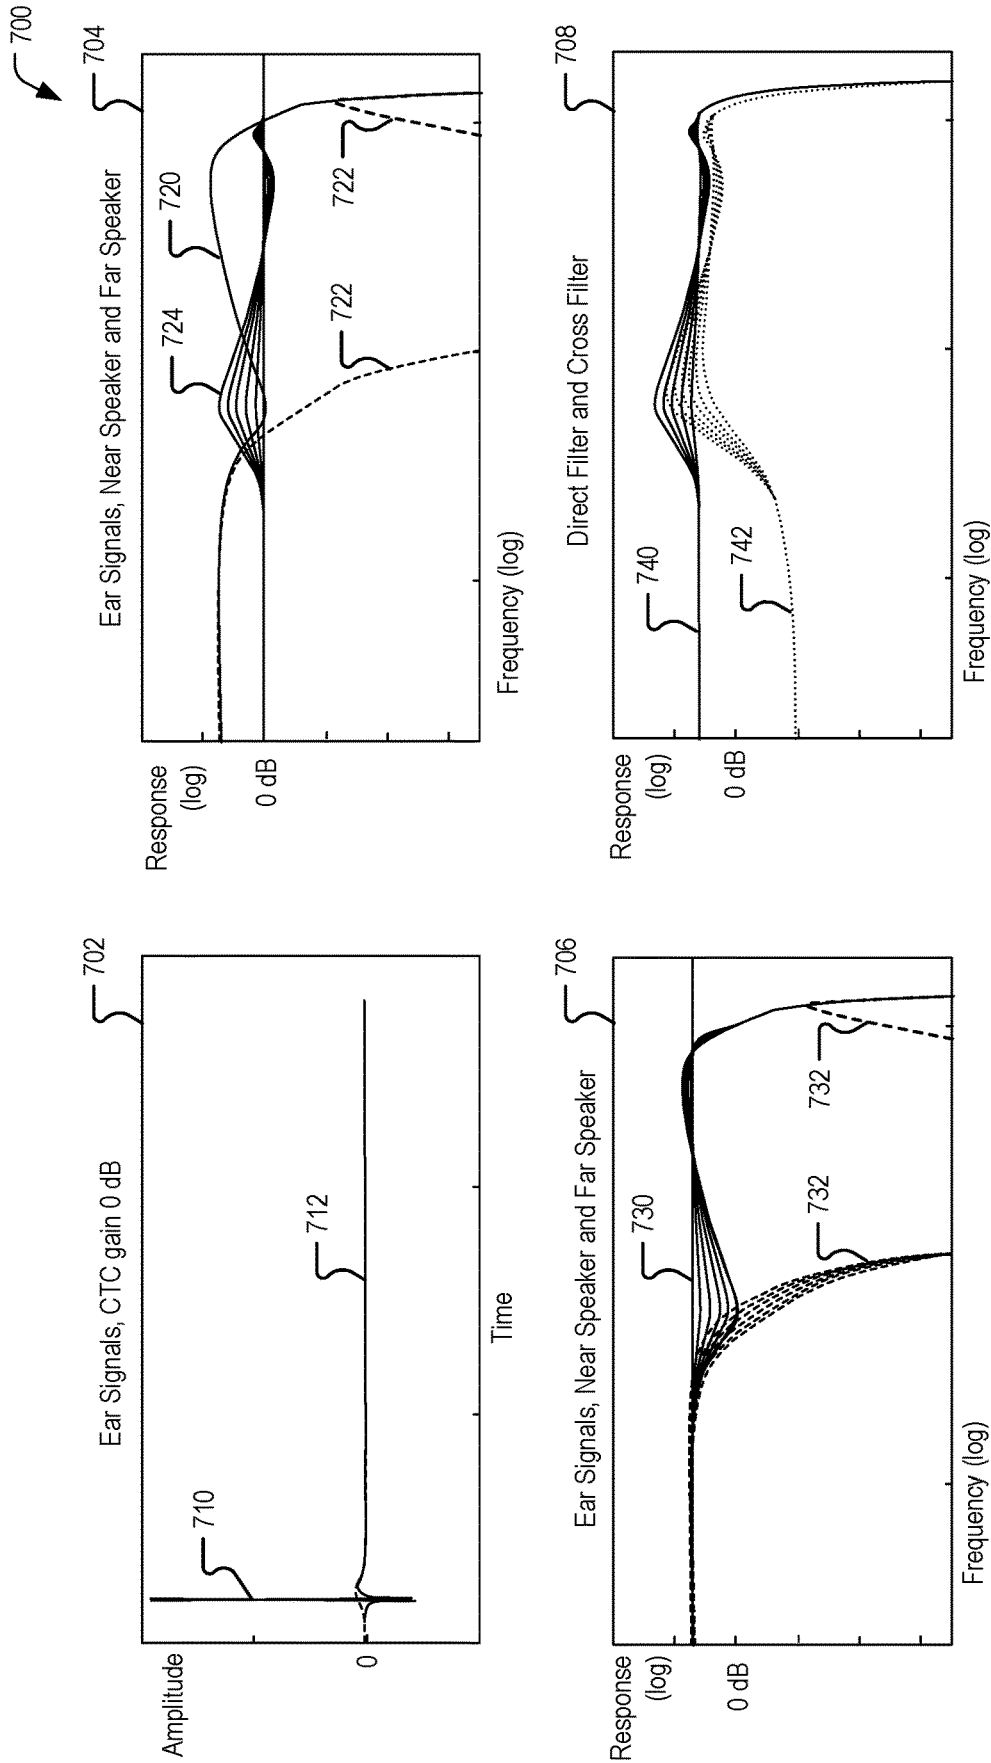 700
702
Ear Signals, CTC gain 0 dB
Amplitude
0
710
712
Time
704
Ear Signals, Near Speaker and Far Speaker
Response
(log)
0 dB
724
720
722
722
Frequency (log)
706
Ear Signals, Near Speaker and Far Speaker
Response
(log)
0 dB
730
732
732
Frequency (log)
708
Direct Filter and Cross Filter
Response
(log)
0 dB
740
742
Frequency (log)